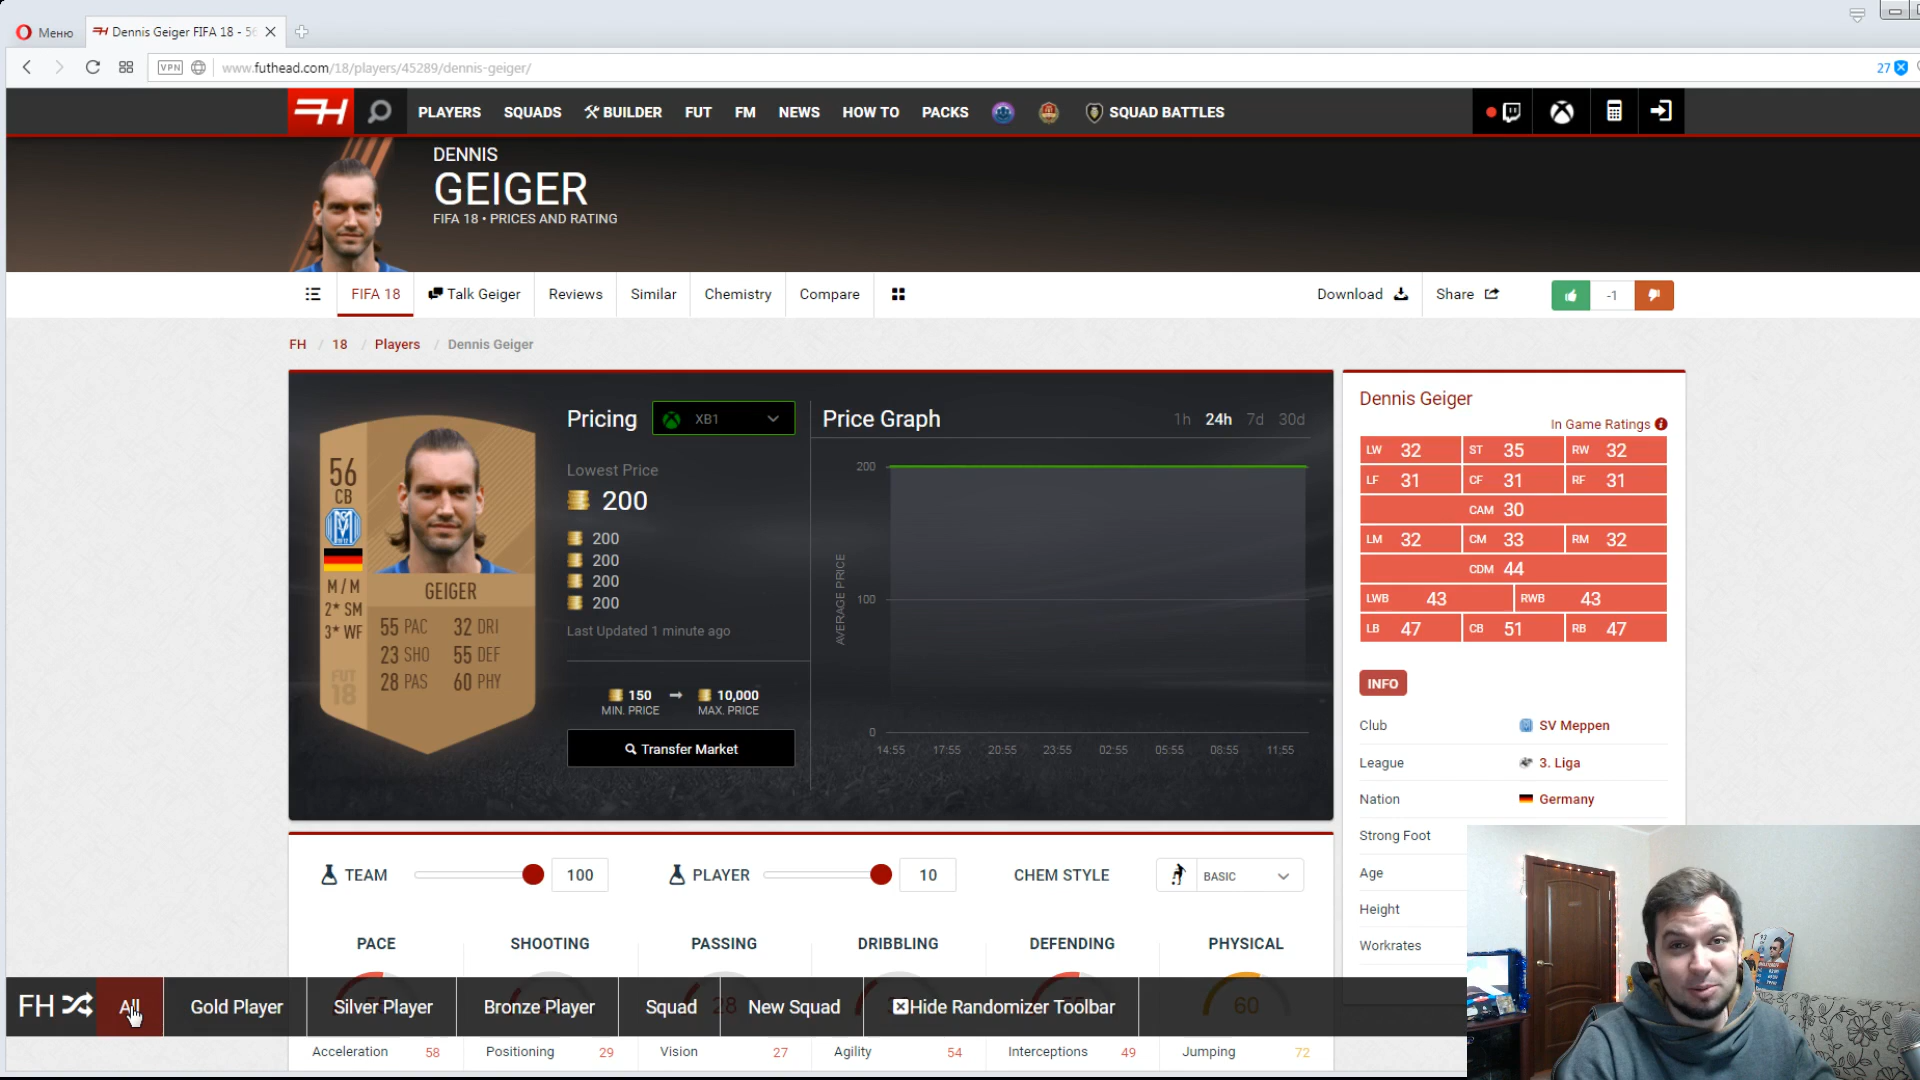 Меню
Dennis Geiger FIFA 18 - 56
VPN
www.futhead.com/18/players/45289/dennis-geiger/
27
PLAYERS SQUADS BUILDER FUT FM NEWS HOW TO PACKS SQUAD BATTLES
DENNIS
GEIGER
FIFA 18 • PRICES AND RATING
FIFA 18 Talk Geiger Reviews Similar Chemistry Compare
Download Share -1
FH / 18 / Players / Dennis Geiger
56
CB
M / M
2* SM
3* WF
FUT
18
GEIGER
55 PAC 32 DRI
23 SHO 55 DEF
28 PAS 60 PHY
Pricing XB1
Lowest Price
200
200
200
200
200
Last Updated 1 minute ago
150 10,000
MIN. PRICE MAX. PRICE
Transfer Market
Price Graph 1h 24h 7d 30d
AVERAGE PRICE
200
100
0
14:55 17:55 20:55 23:55 02:55 05:55 08:55 11:55
Dennis Geiger
In Game Ratings
LW 32 ST 35 RW 32
LF 31 CF 31 RF 31
CAM 30
LM 32 CM 33 RM 32
CDM 44
LWB 43 RWB 43
LB 47 CB 51 RB 47
INFO
Club SV Meppen
League 3. Liga
Nation Germany
Strong Foot
Age
Height
Workrates
TEAM 100 PLAYER 10 CHEM STYLE BASIC
PACE SHOOTING PASSING DRIBBLING DEFENDING PHYSICAL
28 60
FH All Gold Player Silver Player Bronze Player Squad New Squad Hide Randomizer Toolbar
Acceleration 58 Positioning 29 Vision 27 Agility 54 Interceptions 49 Jumping 72